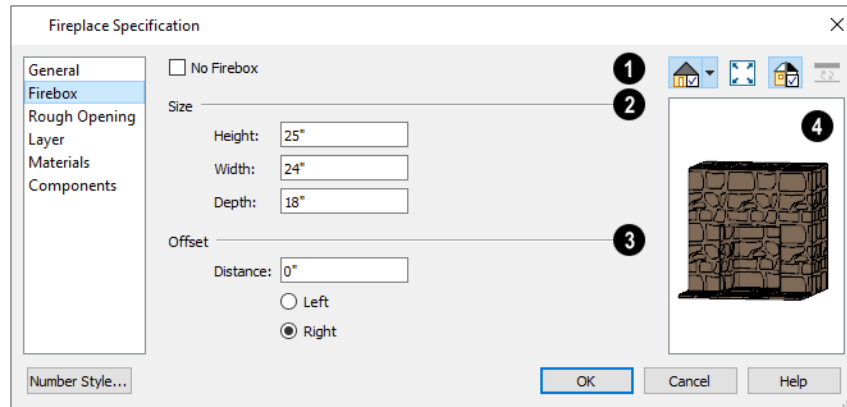 Fireplace Specification
General
Firebox
Rough Opening
Layer
Materials
Components
No Firebox
1
Size
2
Height: 25"
Width: 24"
Depth: 18"
Offset
3
Distance: 0"
Left
Right
4
Number Style...
OK
Cancel
Help